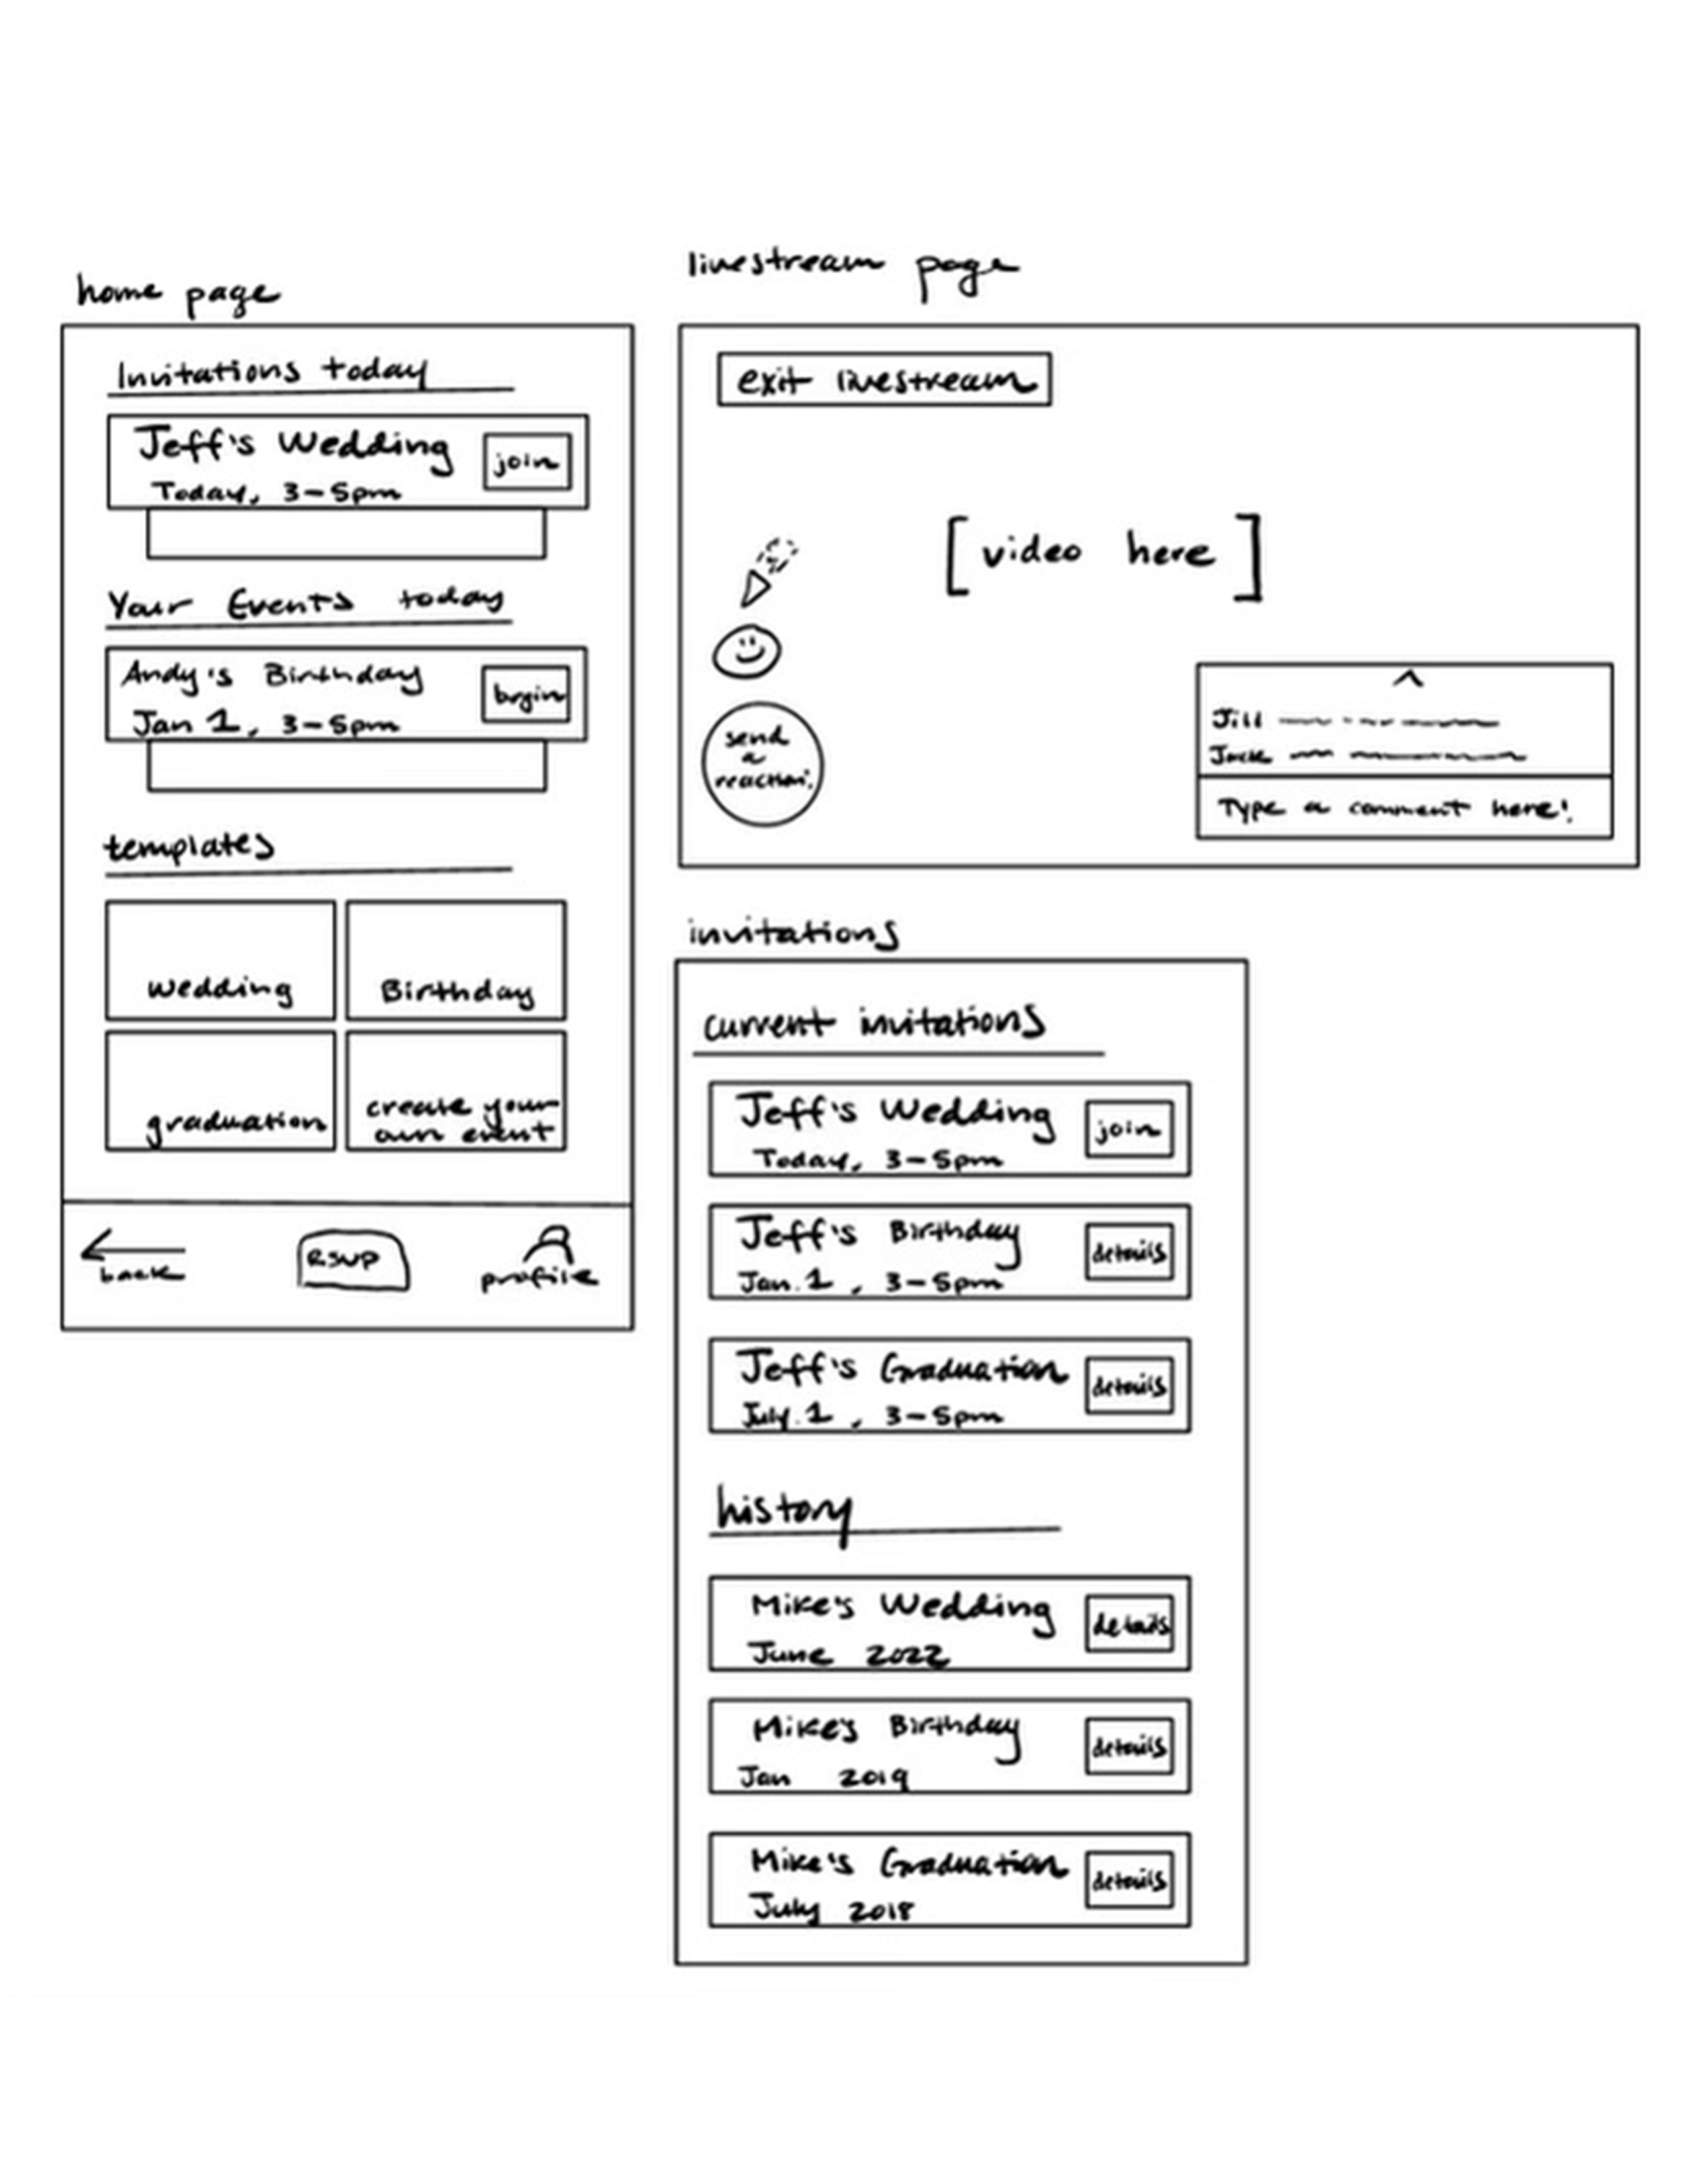 home page
Invitations today
Jeff's Wedding
join
Today, 3-5pm
Your Events today
Andy's Birthday
begin
Jan 1, 3-5pm
templates
wedding
Birthday
graduation
create your
own event
back
RSVP
profile
livestream page
exit livestream
[video here]
send
a
reaction!
Jill
Jack
Type a comment here!
invitations
current invitations
Jeff's Wedding
join
Today, 3-5pm
Jeff's Birthday
details
Jan. 1, 3-5pm
Jeff's Graduation
details
July. 1, 3-5pm
history
Mike's Wedding
details
June 2022
Mike's Birthday
details
Jan 2019
Mike's Graduation
details
July 2018